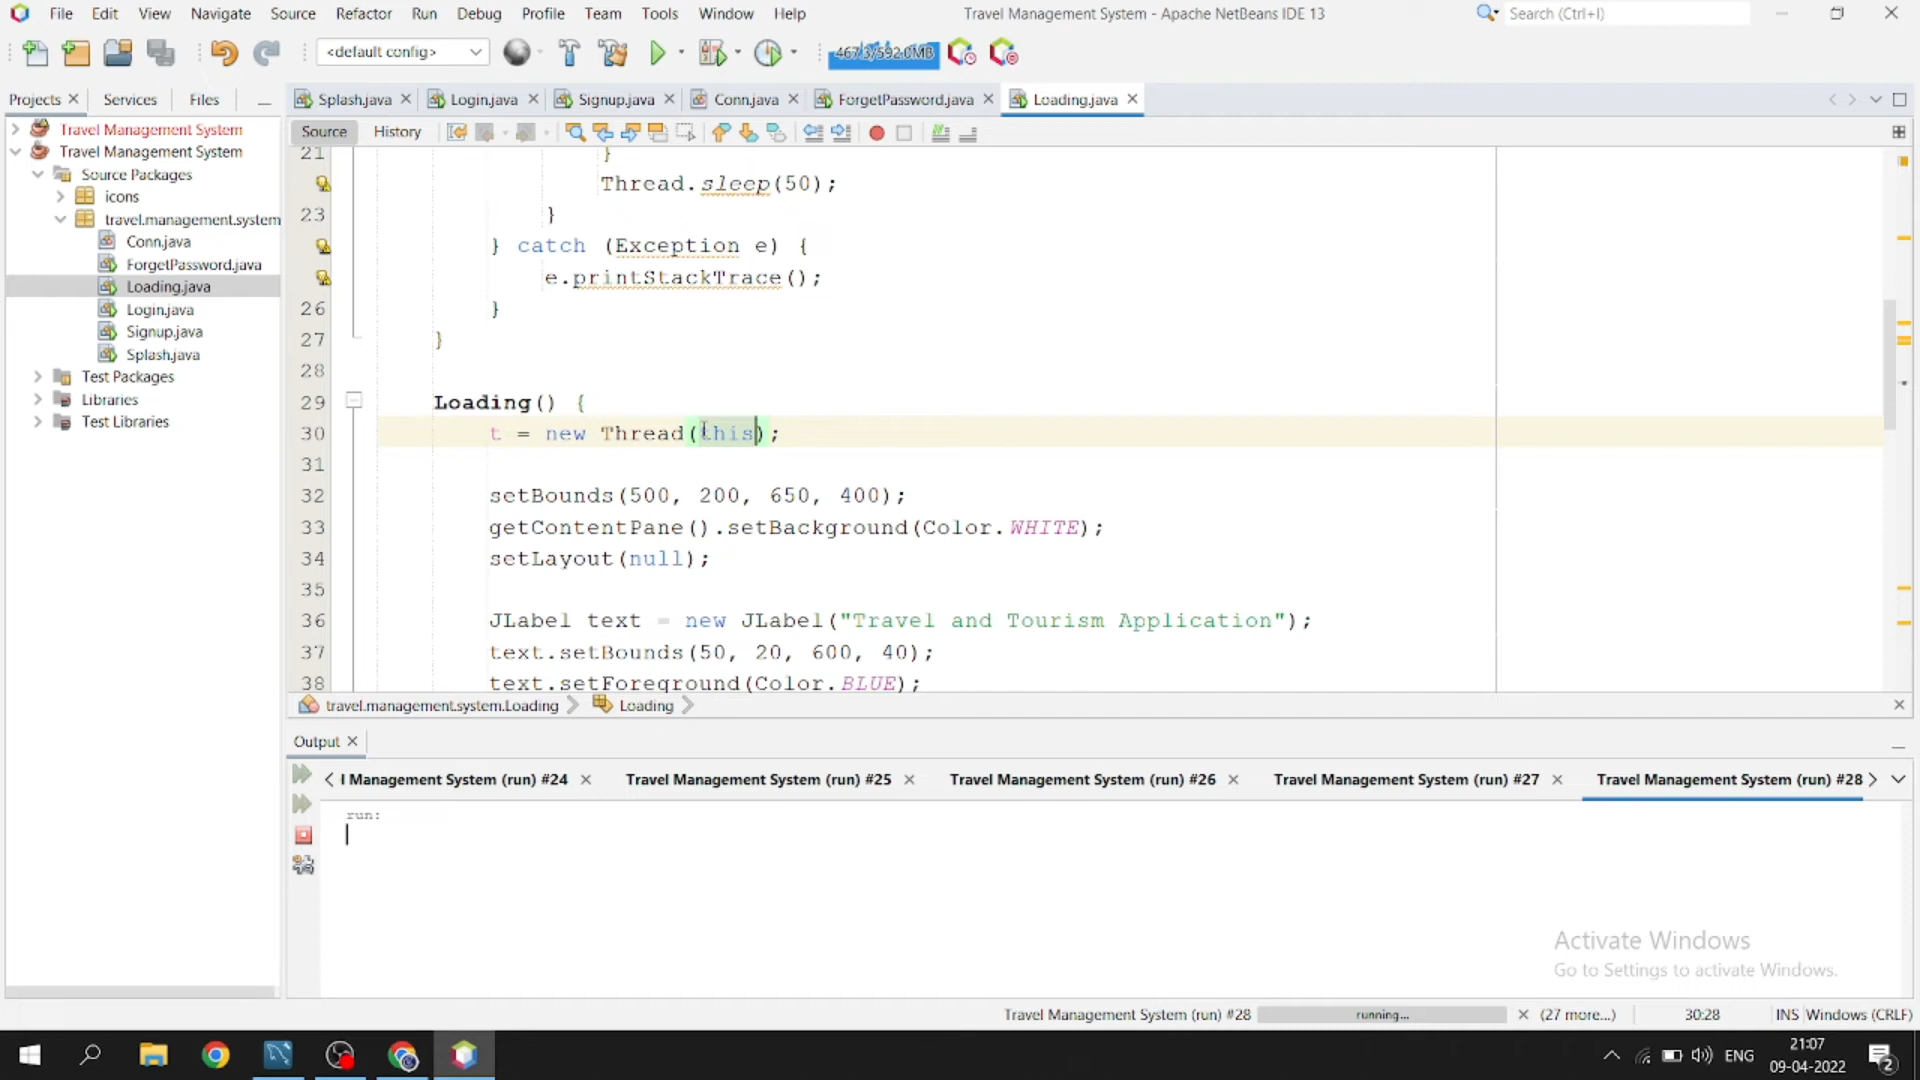 File Edit View Navigate Source Refactor Run Debug Profile Team Tools Window Help Travel Management System - Apache NetBeans IDE 13 Search (Ctrl+I)
<default config> 467.3/592.0MB
Projects Services Files Splash.java Login.java Signup.java Conn.java ForgetPassword.java Loading.java
Source History
Travel Management System
Travel Management System
Source Packages
icons
travel.management.system
Conn.java
ForgetPassword.java
Loading.java
Login.java
Signup.java
Splash.java
Test Packages
Libraries
Test Libraries
21 }
Thread.sleep(50);
23 }
} catch (Exception e) {
e.printStackTrace();
26 }
27 }
28
29 Loading() {
30 t = new Thread(this);
31
32 setBounds(500, 200, 650, 400);
33 getContentPane().setBackground(Color.WHITE);
34 setLayout(null);
35
36 JLabel text = new JLabel("Travel and Tourism Application");
37 text.setBounds(50, 20, 600, 40);
38 text.setForeground(Color.BLUE);
travel.management.system.Loading Loading
Output
l Management System (run) #24 Travel Management System (run) #25 Travel Management System (run) #26 Travel Management System (run) #27 Travel Management System (run) #28
run:
Activate Windows
Go to Settings to activate Windows.
Travel Management System (run) #28 running... (27 more...) 30:28 INS Windows (CRLF)
ENG 21:07
09-04-2022
2